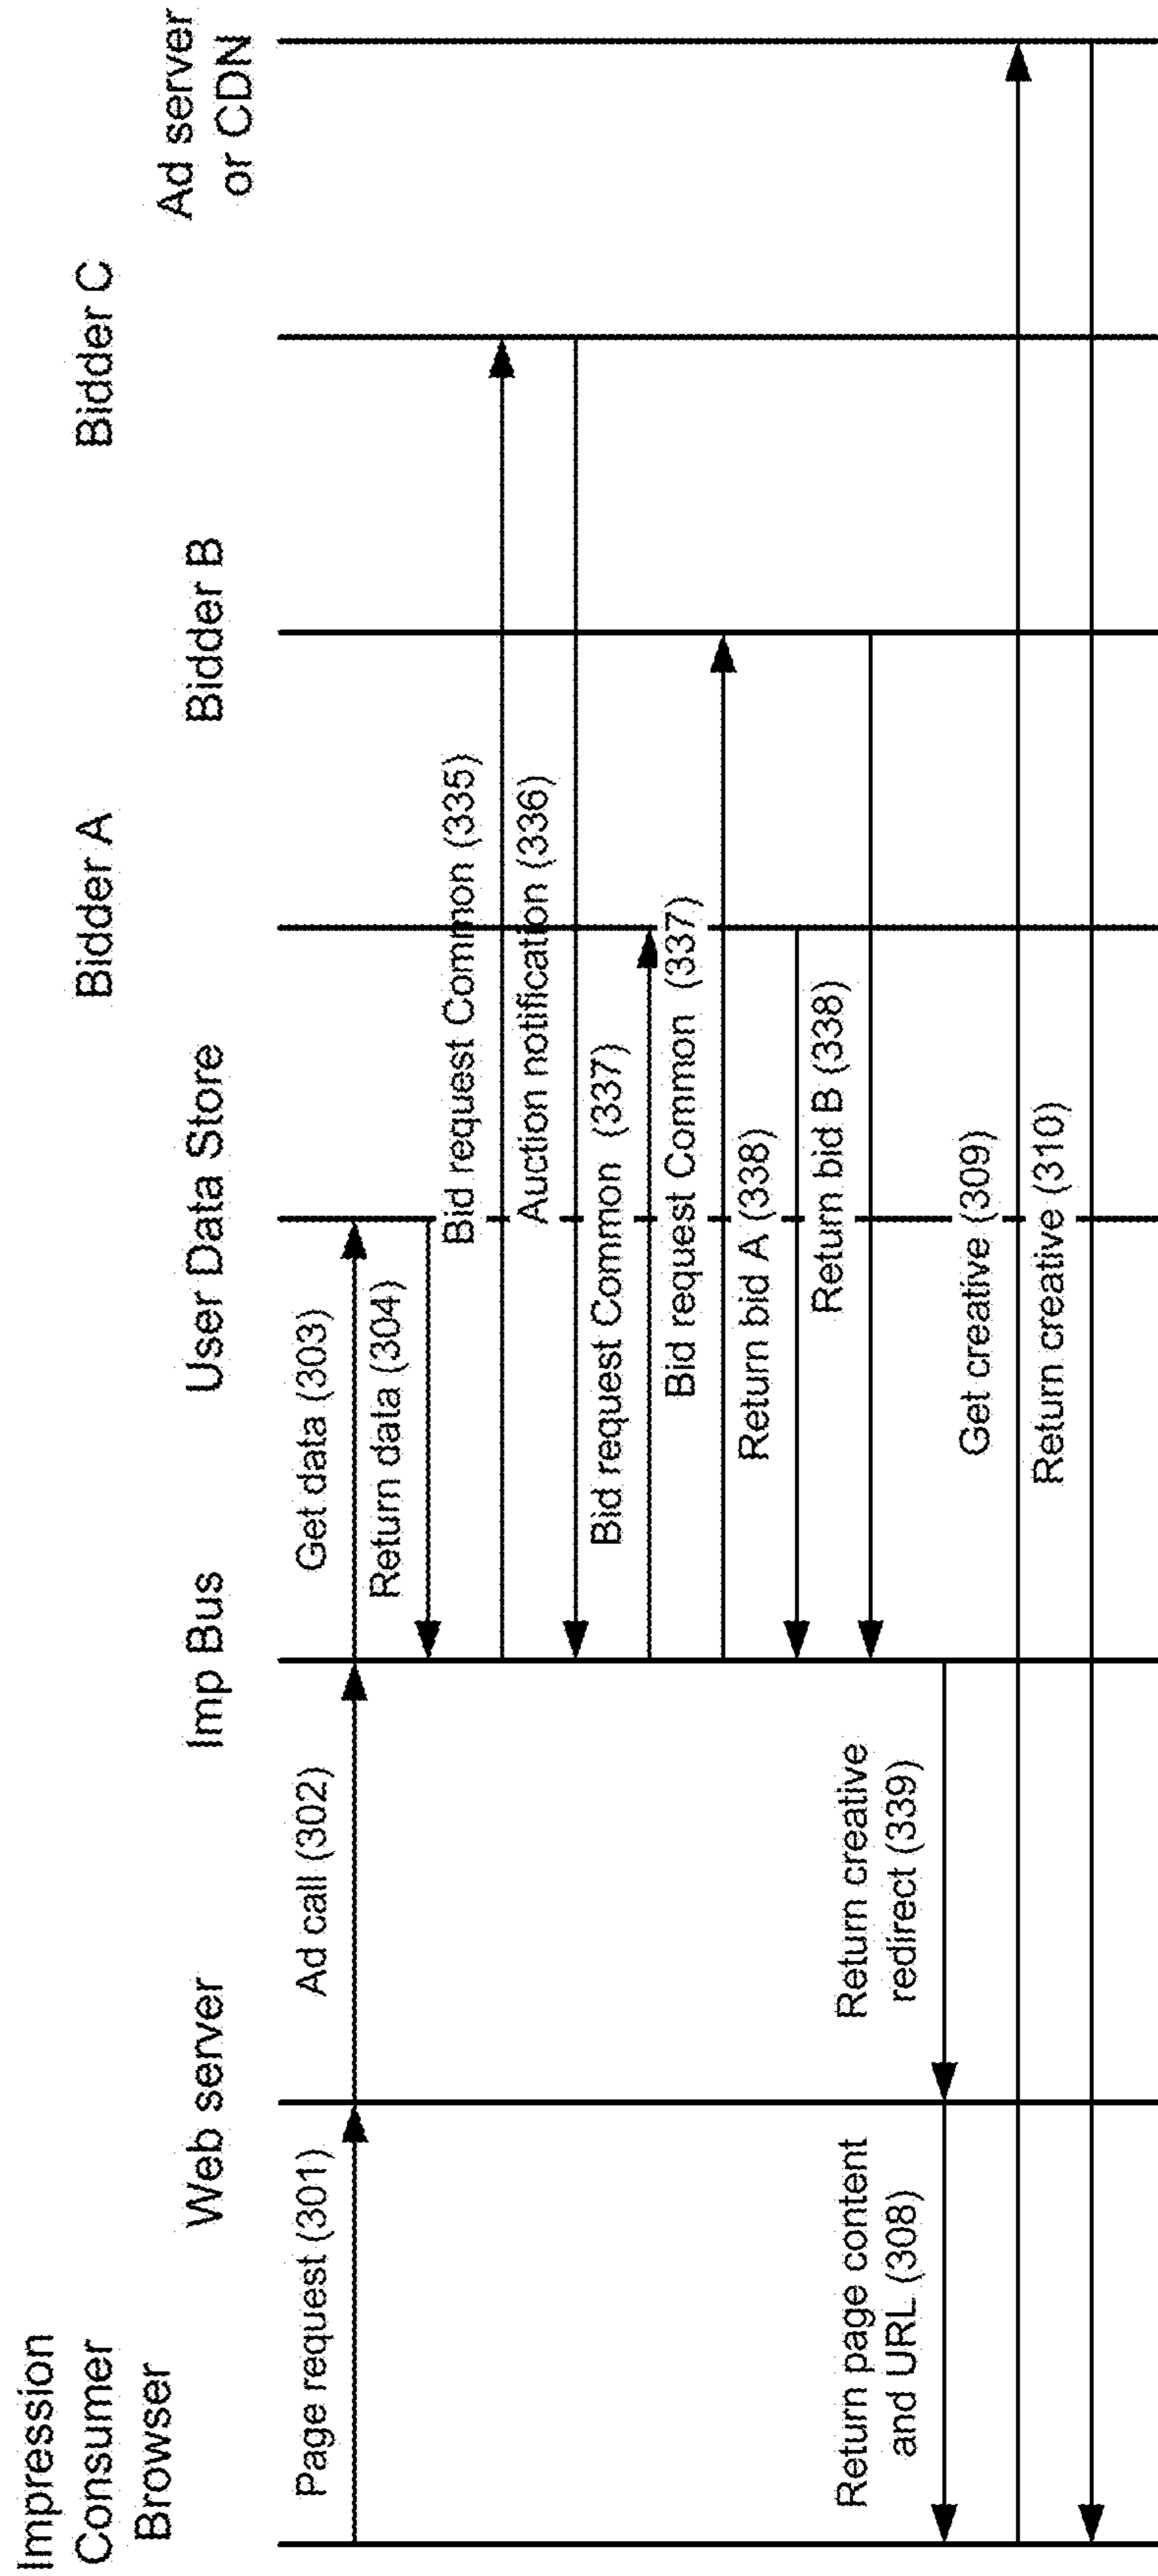 Impression
Consumer
Browser
Web server
Imp Bus
User Data Store
Bidder A
Bidder B
Bidder C
Ad server
or CDN
Page request (301)
Ad call (302)
Get data (303)
Return data (304)
Bid request Common (335)
Auction notification (336)
Bid request Common (337)
Bid request Common (337)
Return bid A (338)
Return bid B (338)
Return creative
redirect (339)
Return page content
and URL (308)
Get creative (309)
Return creative (310)